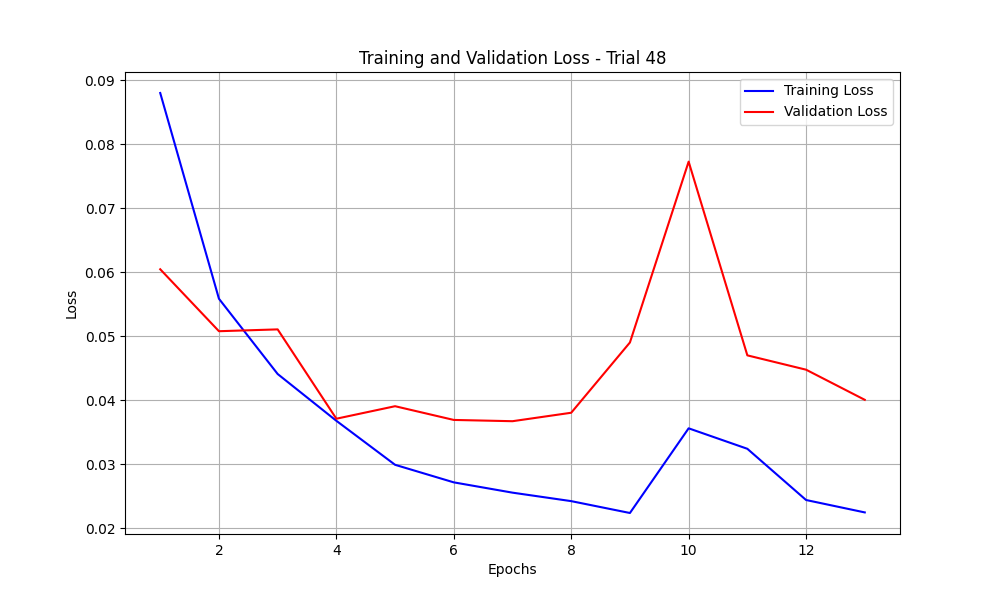 Training and Validation Loss - Trial 48
Training Loss
Validation Loss
0.09
0.08
0.07
0.06
0.05
0.04
0.03
0.02
Loss
2
4
6
8
10
12
Epochs